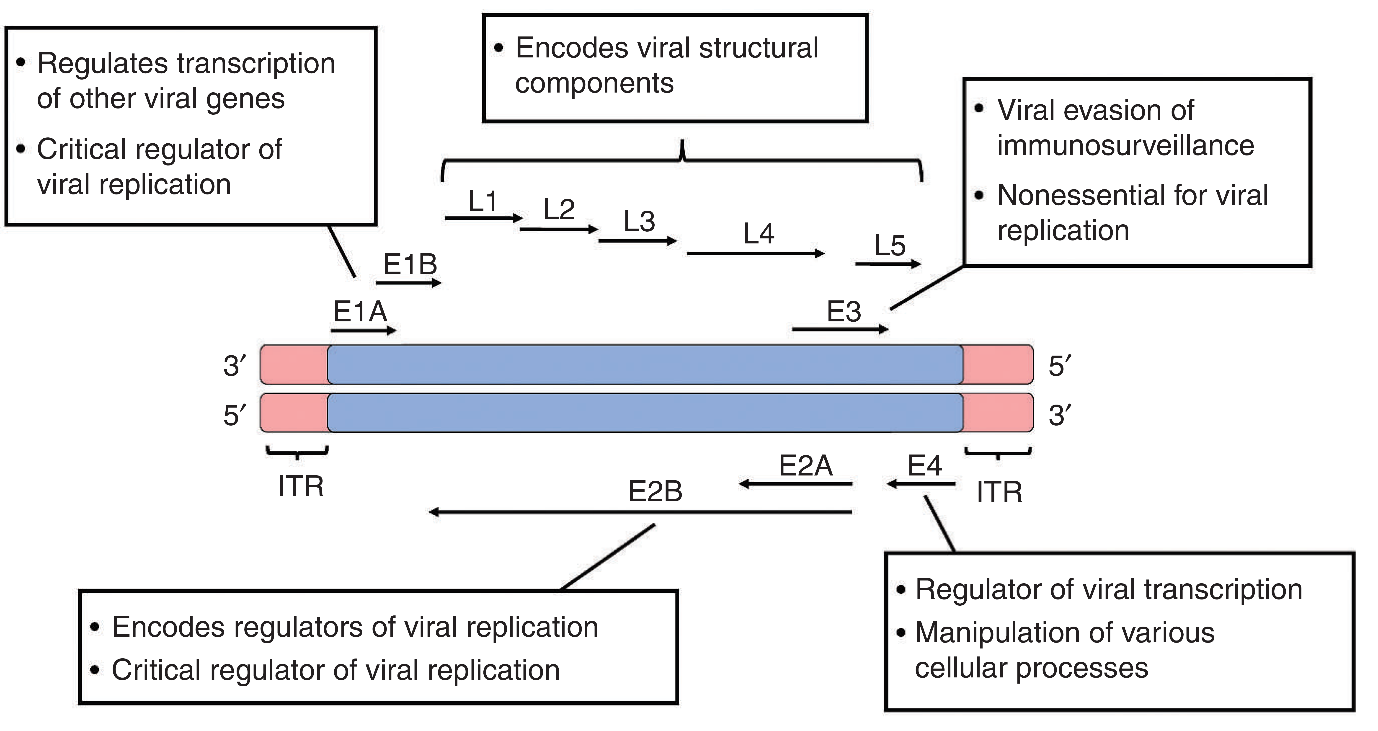 • Regulates transcription
of other viral genes
• Critical regulator of
viral replication
• Encodes viral structural
components
• Viral evasion of
immunosurveillance
• Nonessential for viral
replication
L1
L2
L3
L4
L5
E1B
E1A
E3
3′
5′
5′
3′
ITR
E2B
E2A
E4
ITR
• Encodes regulators of viral replication
• Critical regulator of viral replication
• Regulator of viral transcription
• Manipulation of various
cellular processes